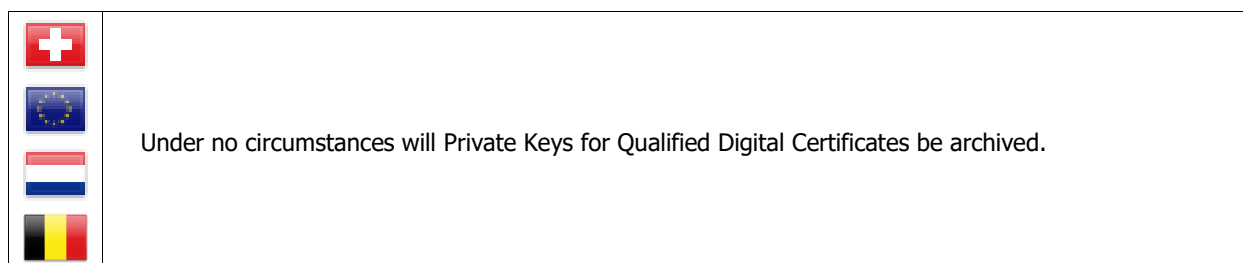 Under no circumstances will Private Keys for Qualified Digital Certificates be archived.